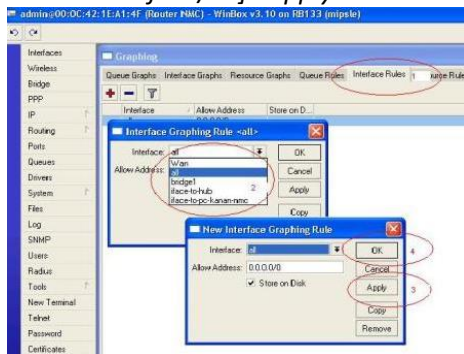 admin@00:0C:42:1E:A1:4F (Router NMC) - WinBox v3.10 on RB133 (mipsle)
Interfaces
Wireless
Bridge
PPP
IP
Routing
Ports
Queues
Drivers
System
Files
Log
SNMP
Users
Radius
Tools
New Terminal
Telnet
Password
Certificates
Graphing
Queue Graphs Interface Graphs Resource Graphs Queue Rules Interface Rules 1 Rule
Interface Allow Address Store on D...
Interface Graphing Rule <all>
Interface: all OK
Allow Address: Cancel
Wan
all
bridge1
iface-to-hub
iface-to-pc-kanan-nmc
2
Apply
Copy
New Interface Graphing Rule
Interface: all OK 4
Allow Address: 0.0.0.0/0 Cancel
Store on Disk Apply 3
Copy
Remove